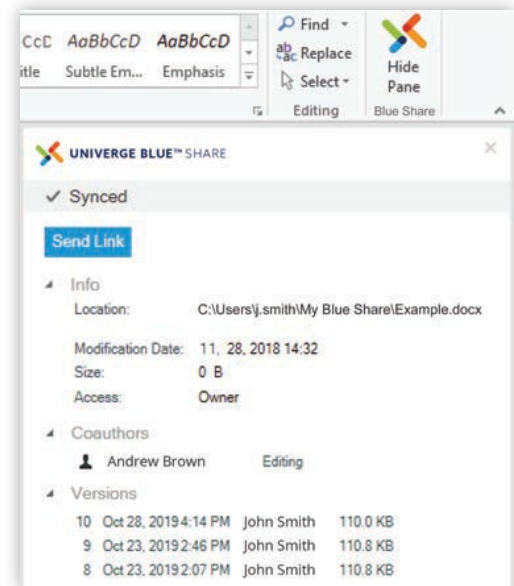 CcD AaBbCcD AaBbCcD
itle Subtle Em... Emphasis
Find
Replace
Select
Editing
Hide
Pane
Blue Share
UNIVERGE BLUE™ SHARE
Synced
Send Link
Info
Location: C:\Users\j.smith\My Blue Share\Example.docx
Modification Date: 11, 28, 2018 14:32
Size: 0 B
Access: Owner
Coauthors
Andrew Brown Editing
Versions
10 Oct 28, 2019 4:14 PM John Smith 110.0 KB
9 Oct 23, 2019 2:46 PM John Smith 110.8 KB
8 Oct 23, 2019 2:07 PM John Smith 110.8 KB